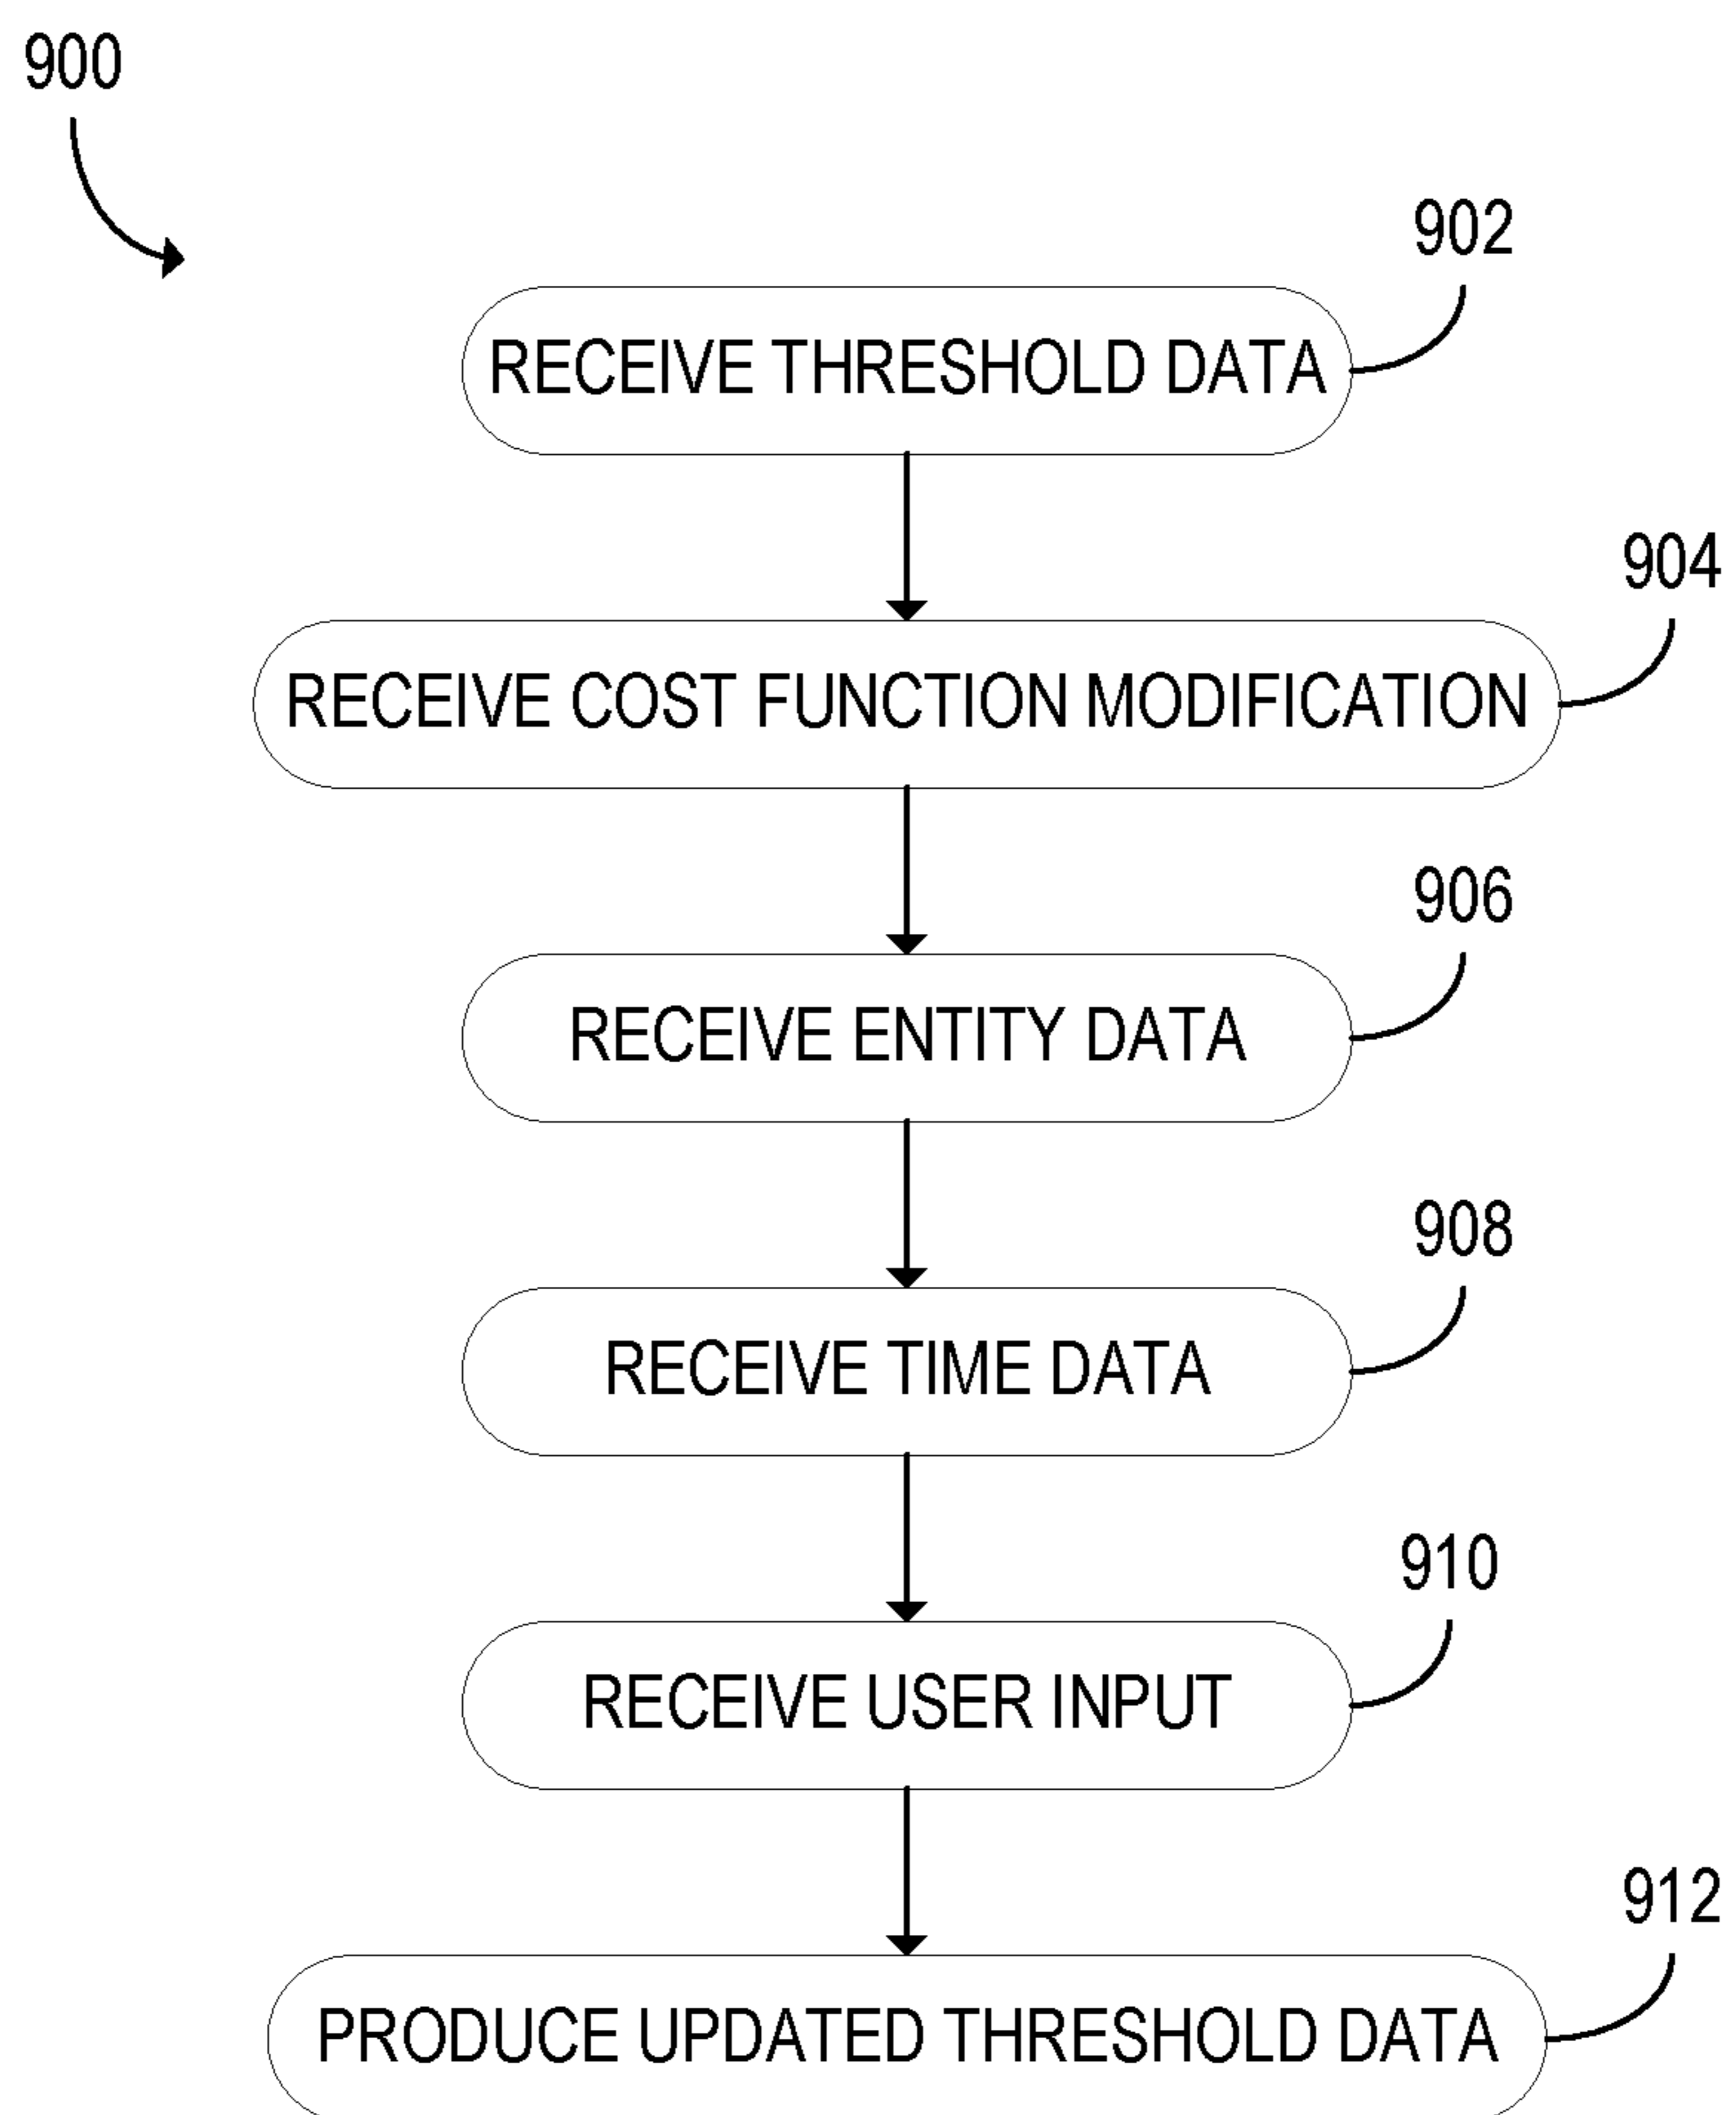 900
902
RECEIVE THRESHOLD DATA
904
RECEIVE COST FUNCTION MODIFICATION
906
RECEIVE ENTITY DATA
908
RECEIVE TIME DATA
910
RECEIVE USER INPUT
912
PRODUCE UPDATED THRESHOLD DATA